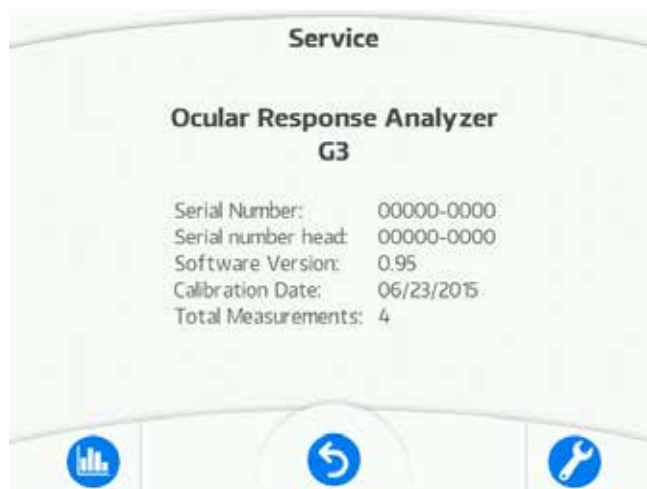 Service
Ocular Response Analyzer
G3
Serial Number: 00000-0000
Serial number head: 00000-0000
Software Version: 0.95
Calibration Date: 06/23/2015
Total Measurements: 4